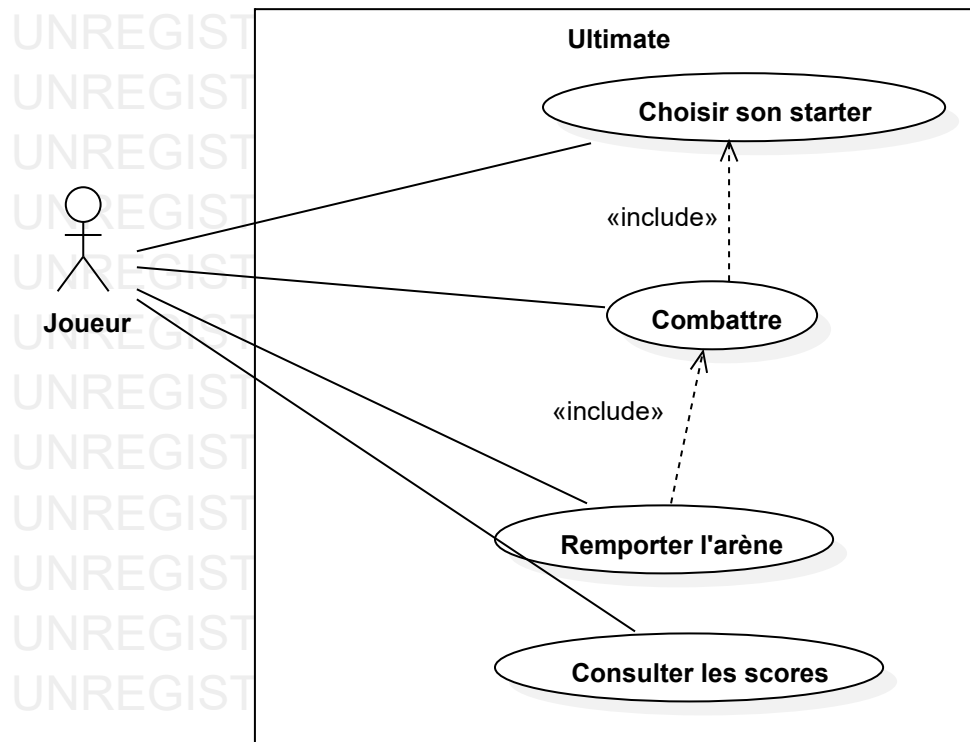 UNREGIST
Ultimate
UNREGIST
Choisir son starter
UNREGIST
UNREGIST
«include»
UNREGIST
Joueur
UNREGIST
Combattre
UNREGIST
«include»
UNREGIST
UNREGIST
Remporter l'arène
UNREGIST
UNREGIST
Consulter les scores
UNREGIST